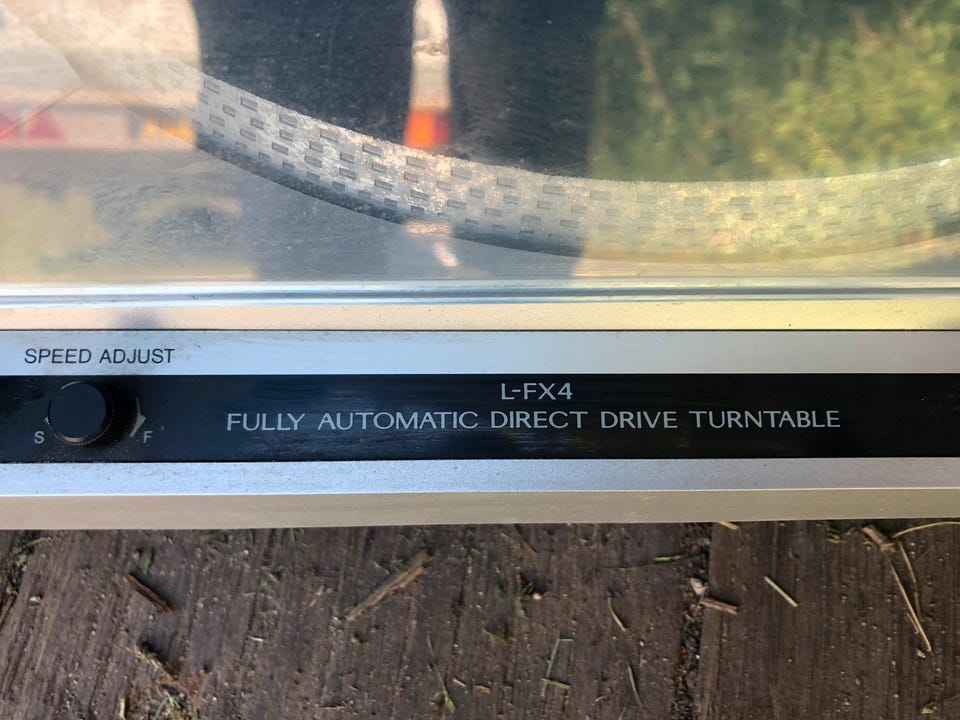 SPEED ADJUST
L-FX4
FULLY AUTOMATIC DIRECT DRIVE TURNTABLE
S F